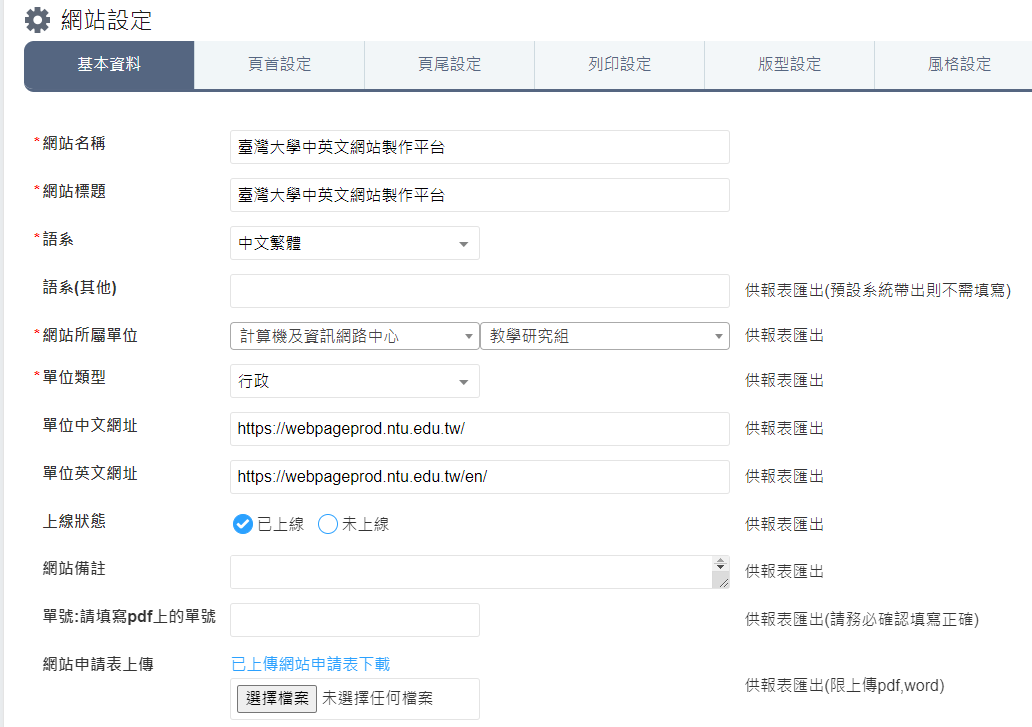 網站設定
基本資料 頁首設定 頁尾設定 列印設定 版型設定 風格設定
*網站名稱 臺灣大學中英文網站製作平台
*網站標題 臺灣大學中英文網站製作平台
*語系 中文繁體
語系(其他) 供報表匯出(預設系統帶出則不需填寫)
*網站所屬單位 計算機及資訊網路中心 教學研究組 供報表匯出
*單位類型 行政 供報表匯出
單位中文網址 https://webpageprod.ntu.edu.tw/ 供報表匯出
單位英文網址 https://webpageprod.ntu.edu.tw/en/ 供報表匯出
上線狀態 已上線 未上線 供報表匯出
網站備註 供報表匯出
單號:請填寫pdf上的單號 供報表匯出(請務必確認填寫正確)
網站申請表上傳 已上傳網站申請表下載
選擇檔案 未選擇任何檔案 供報表匯出(限上傳pdf,word)